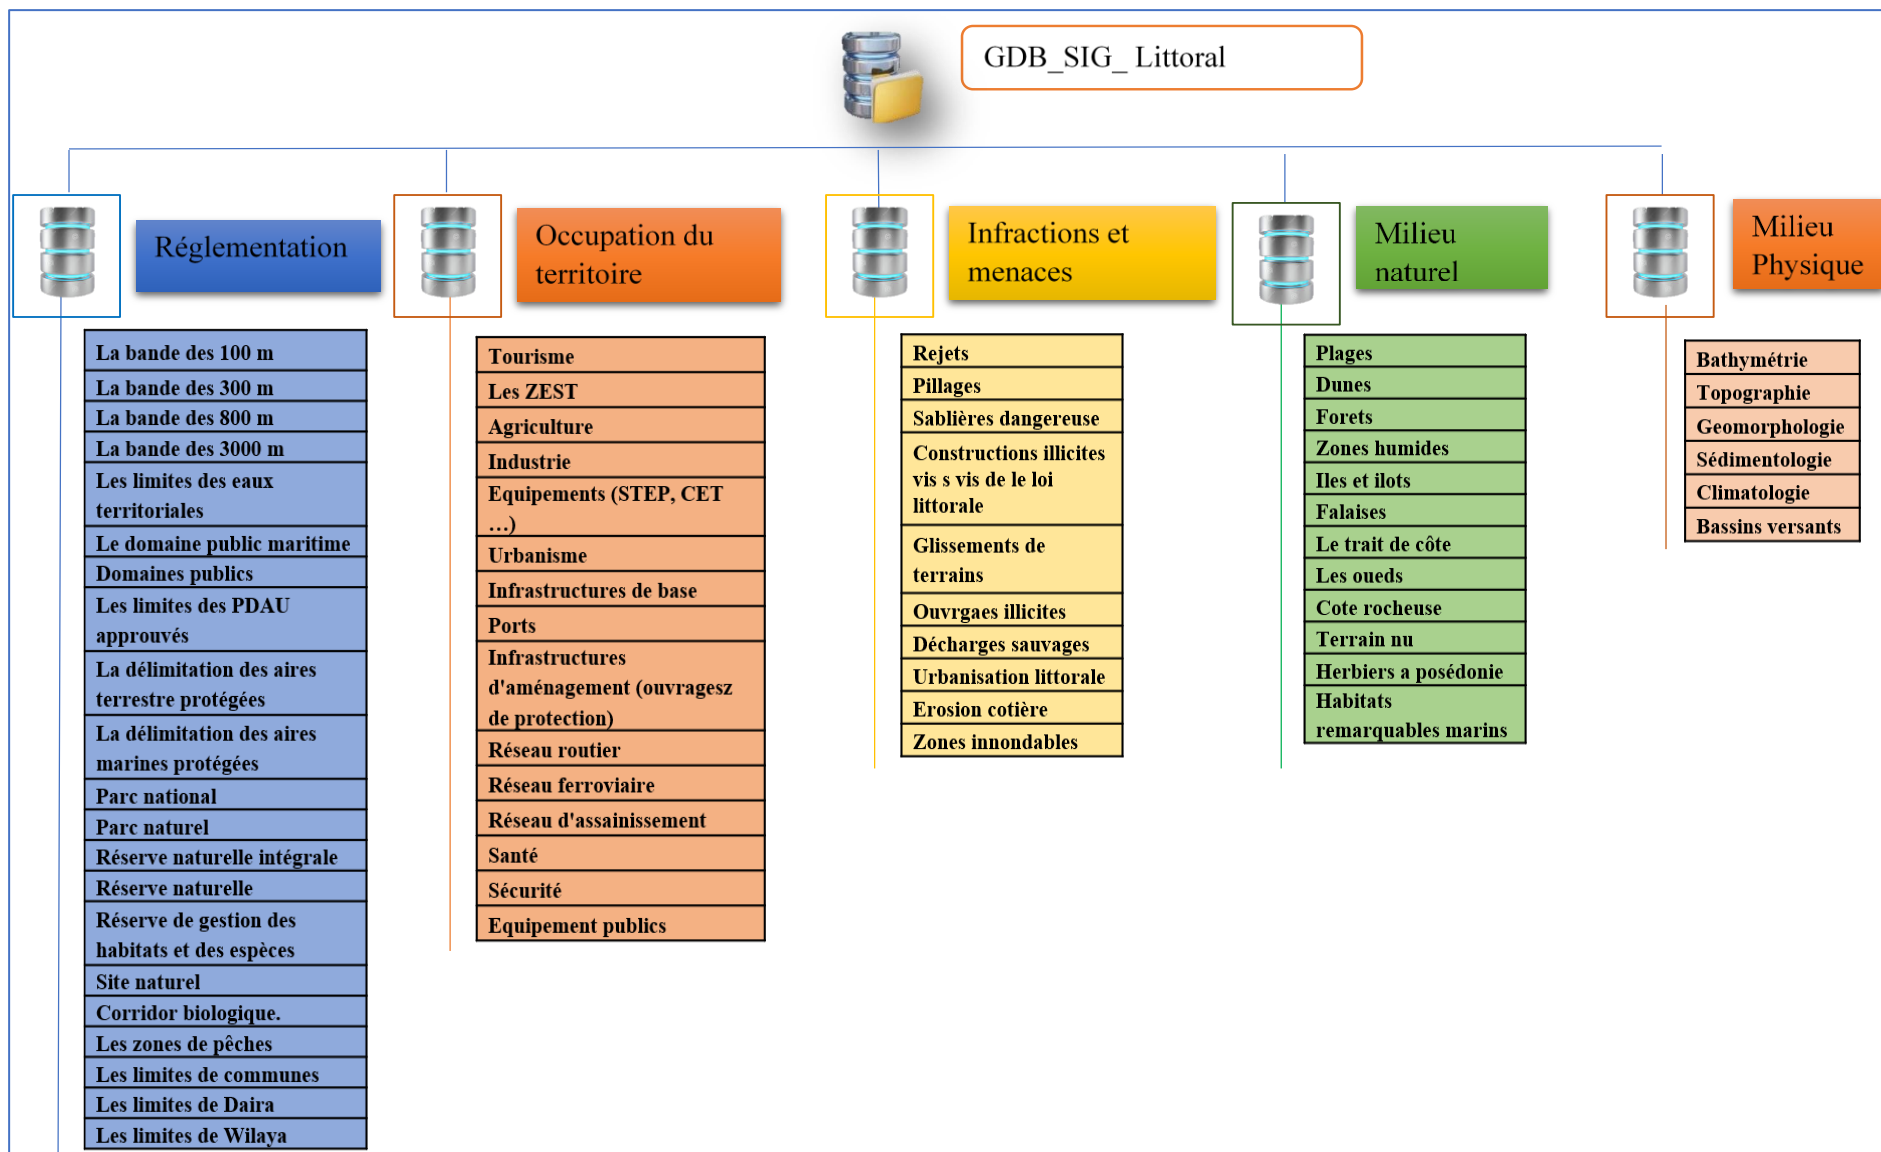 GDB_SIG_ Littoral
Réglementation
La bande des 100 m
La bande des 300 m
La bande des 800 m
La bande des 3000 m
Les limites des eaux
territoriales
Le domaine public maritime
Domaines publics
Les limites des PDAU
approuvés
La délimitation des aires
terrestre protégées
La délimitation des aires
marines protégées
Parc national
Parc naturel
Réserve naturelle intégrale
Réserve naturelle
Réserve de gestion des
habitats et des espèces
Site naturel
Corridor biologique.
Les zones de pêches
Les limites de communes
Les limites de Daira
Les limites de Wilaya
Occupation du
territoire
Tourisme
Les ZEST
Agriculture
Industrie
Equipements (STEP, CET
…)
Urbanisme
Infrastructures de base
Ports
Infrastructures
d'aménagement (ouvragesz
de protection)
Réseau routier
Réseau ferroviaire
Réseau d'assainissement
Santé
Sécurité
Equipement publics
Infractions et
menaces
Rejets
Pillages
Sablières dangereuse
Constructions illicites
vis s vis de le loi
littorale
Glissements de
terrains
Ouvrgaes illicites
Décharges sauvages
Urbanisation littorale
Erosion cotière
Zones innondables
Milieu
naturel
Plages
Dunes
Forets
Zones humides
Iles et ilots
Falaises
Le trait de côte
Les oueds
Cote rocheuse
Terrain nu
Herbiers a posédonie
Habitats
remarquables marins
Milieu
Physique
Bathymétrie
Topographie
Geomorphologie
Sédimentologie
Climatologie
Bassins versants